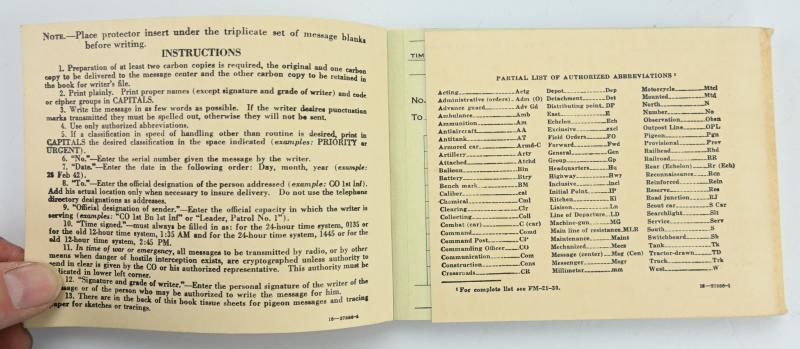 NOTE.—Place protector insert under the triplicate set of message blanks
before writing.
INSTRUCTIONS
1. Preparation of at least two carbon copies is required, the original and one carbon
copy to be delivered to the message center and the other carbon copy to be retained in
the book for writer's file.
2. Print plainly. Print proper names (except signature and grade of writer) and code
or cipher groups in CAPITALS.
3. Write the message in as few words as possible. If the writer desires punctuation
marks transmitted they must be spelled out, otherwise they will not be sent.
4. Use only authorized abbreviations.
5. If a classification in speed of handling other than routine is desired, print in
CAPITALS the desired classification in the space indicated (examples: PRIORITY or
URGENT).
6. "No."—Enter the serial number given the message by the writer.
7. "Date."—Enter the date in the following order: Day, month, year (example:
26 Feb 42).
8. "To."—Enter the official designation of the person addressed (example: CO 1st Inf).
Add his actual location only when necessary to insure delivery. Do not use the telephone
directory designations as addresses.
9. "Official designation of sender."—Enter the official capacity in which the writer is
serving (examples: "CO 1st Bn 1st Inf" or "Leader, Patrol No. 1").
10. "Time signed."—must always be filled in as: for the 24-hour time system, 0135 or
for the old 12-hour time system, 1:35 AM and for the 24-hour time, 1445 or for the
old 12-hour time system, 2:45 PM.
11. In time of war or emergency, all messages to be transmitted by radio, or by other
means when danger of hostile interception exists, are cryptographed unless authority to
send in clear is given by the CO or his authorized representative. This authority must be
dicated in lower left corner.
12. "Signature and grade of writer."—Enter the personal signature of the writer of the
sage or of the person who may be authorized to write the message for him.
13. There are in the back of this book tissue sheets for pigeon messages and tracing
paper for sketches or tracings.
16—27886-4
TIM
No.
To
PARTIAL LIST OF AUTHORIZED ABBREVIATIONS 1
Acting Actg
Administrative (orders) Adm (O)
Advance guard Adv Gd
Ambulance Amb
Ammunition Am
Antiaircraft AA
Antitank AT
Armored car Armd-C
Artillery Arty
Attached Atchd
Balloon Bln
Battery Btry
Bench mark BM
Caliber cal
Chemical Cml
Clearing Clr
Collecting Coll
Combat (car) C (car)
Command Comd
Command Post CP
Commanding Officer CO
Communication Com
Construction Cons
Crossroads CR
Depot Dep
Detachment Det
Distributing point DP
East E
Echelon Ech
Exclusive excl
Field Orders FO
Forward Fwd
General Gen
Group Gp
Headquarters Hq
Highway Hwy
Inclusive incl
Initial Point IP
Kitchen Ki
Liaison Ln
Line of Departure LD
Machine-gun MG
Main line of resistance MLR
Maintenance Maint
Mechanized Mecz
Message (center) Msg (Cen)
Messenger Msgr
Millimeter mm
Motorcycle Mtcl
Mounted Mtd
North N
Number No
Observation Obsn
Outpost Line OPL
Pigeon Pgn
Provisional Prov
Railhead Rhd
Railroad RR
Rear (Echelon) Rr (Ech)
Reconnaissance Rcn
Reinforced Rein
Reserve Res
Road junction RJ
Scout car S Car
Searchlight Slt
Service Serv
South S
Switchboard Sb
Tank Tk
Tractor-drawn TD
Truck Trk
West W
1 For complete list see FM-21-30.
16—27886-1